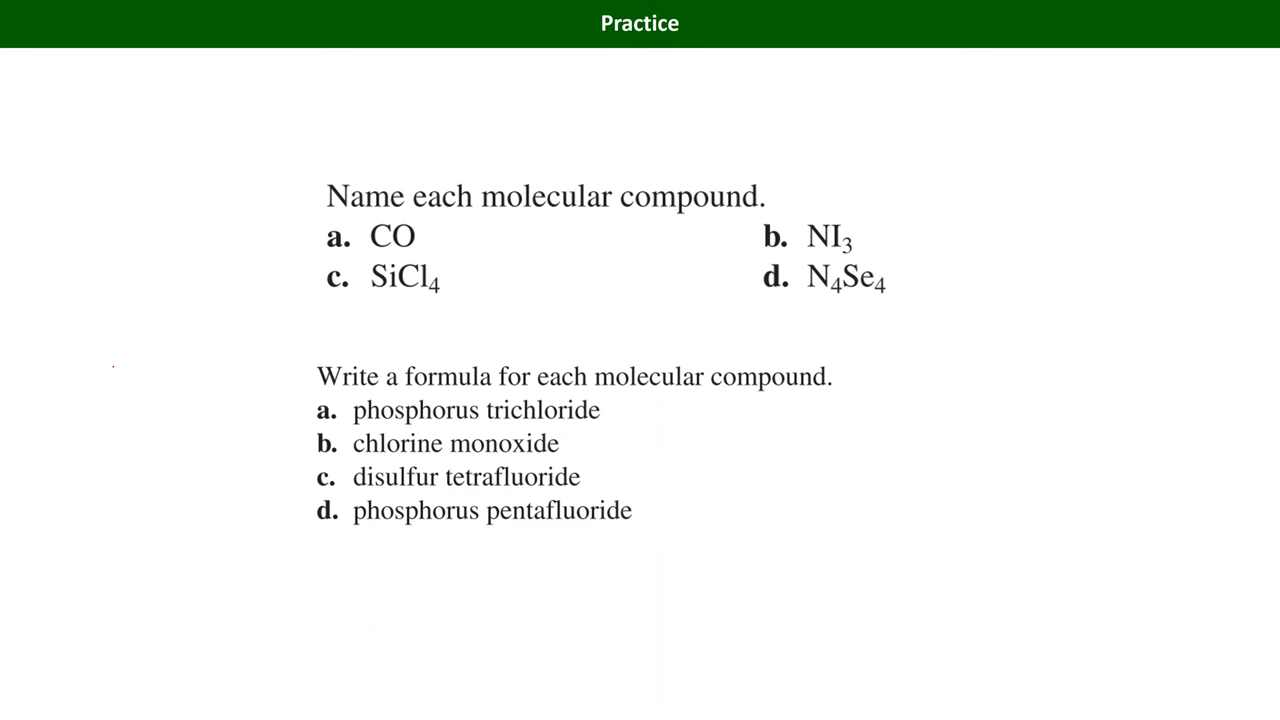 Practice
Name each molecular compound.
a. CO b. NI₃
c. SiCl₄ d. N₄Se₄
Write a formula for each molecular compound.
a. phosphorus trichloride
b. chlorine monoxide
c. disulfur tetrafluoride
d. phosphorus pentafluoride